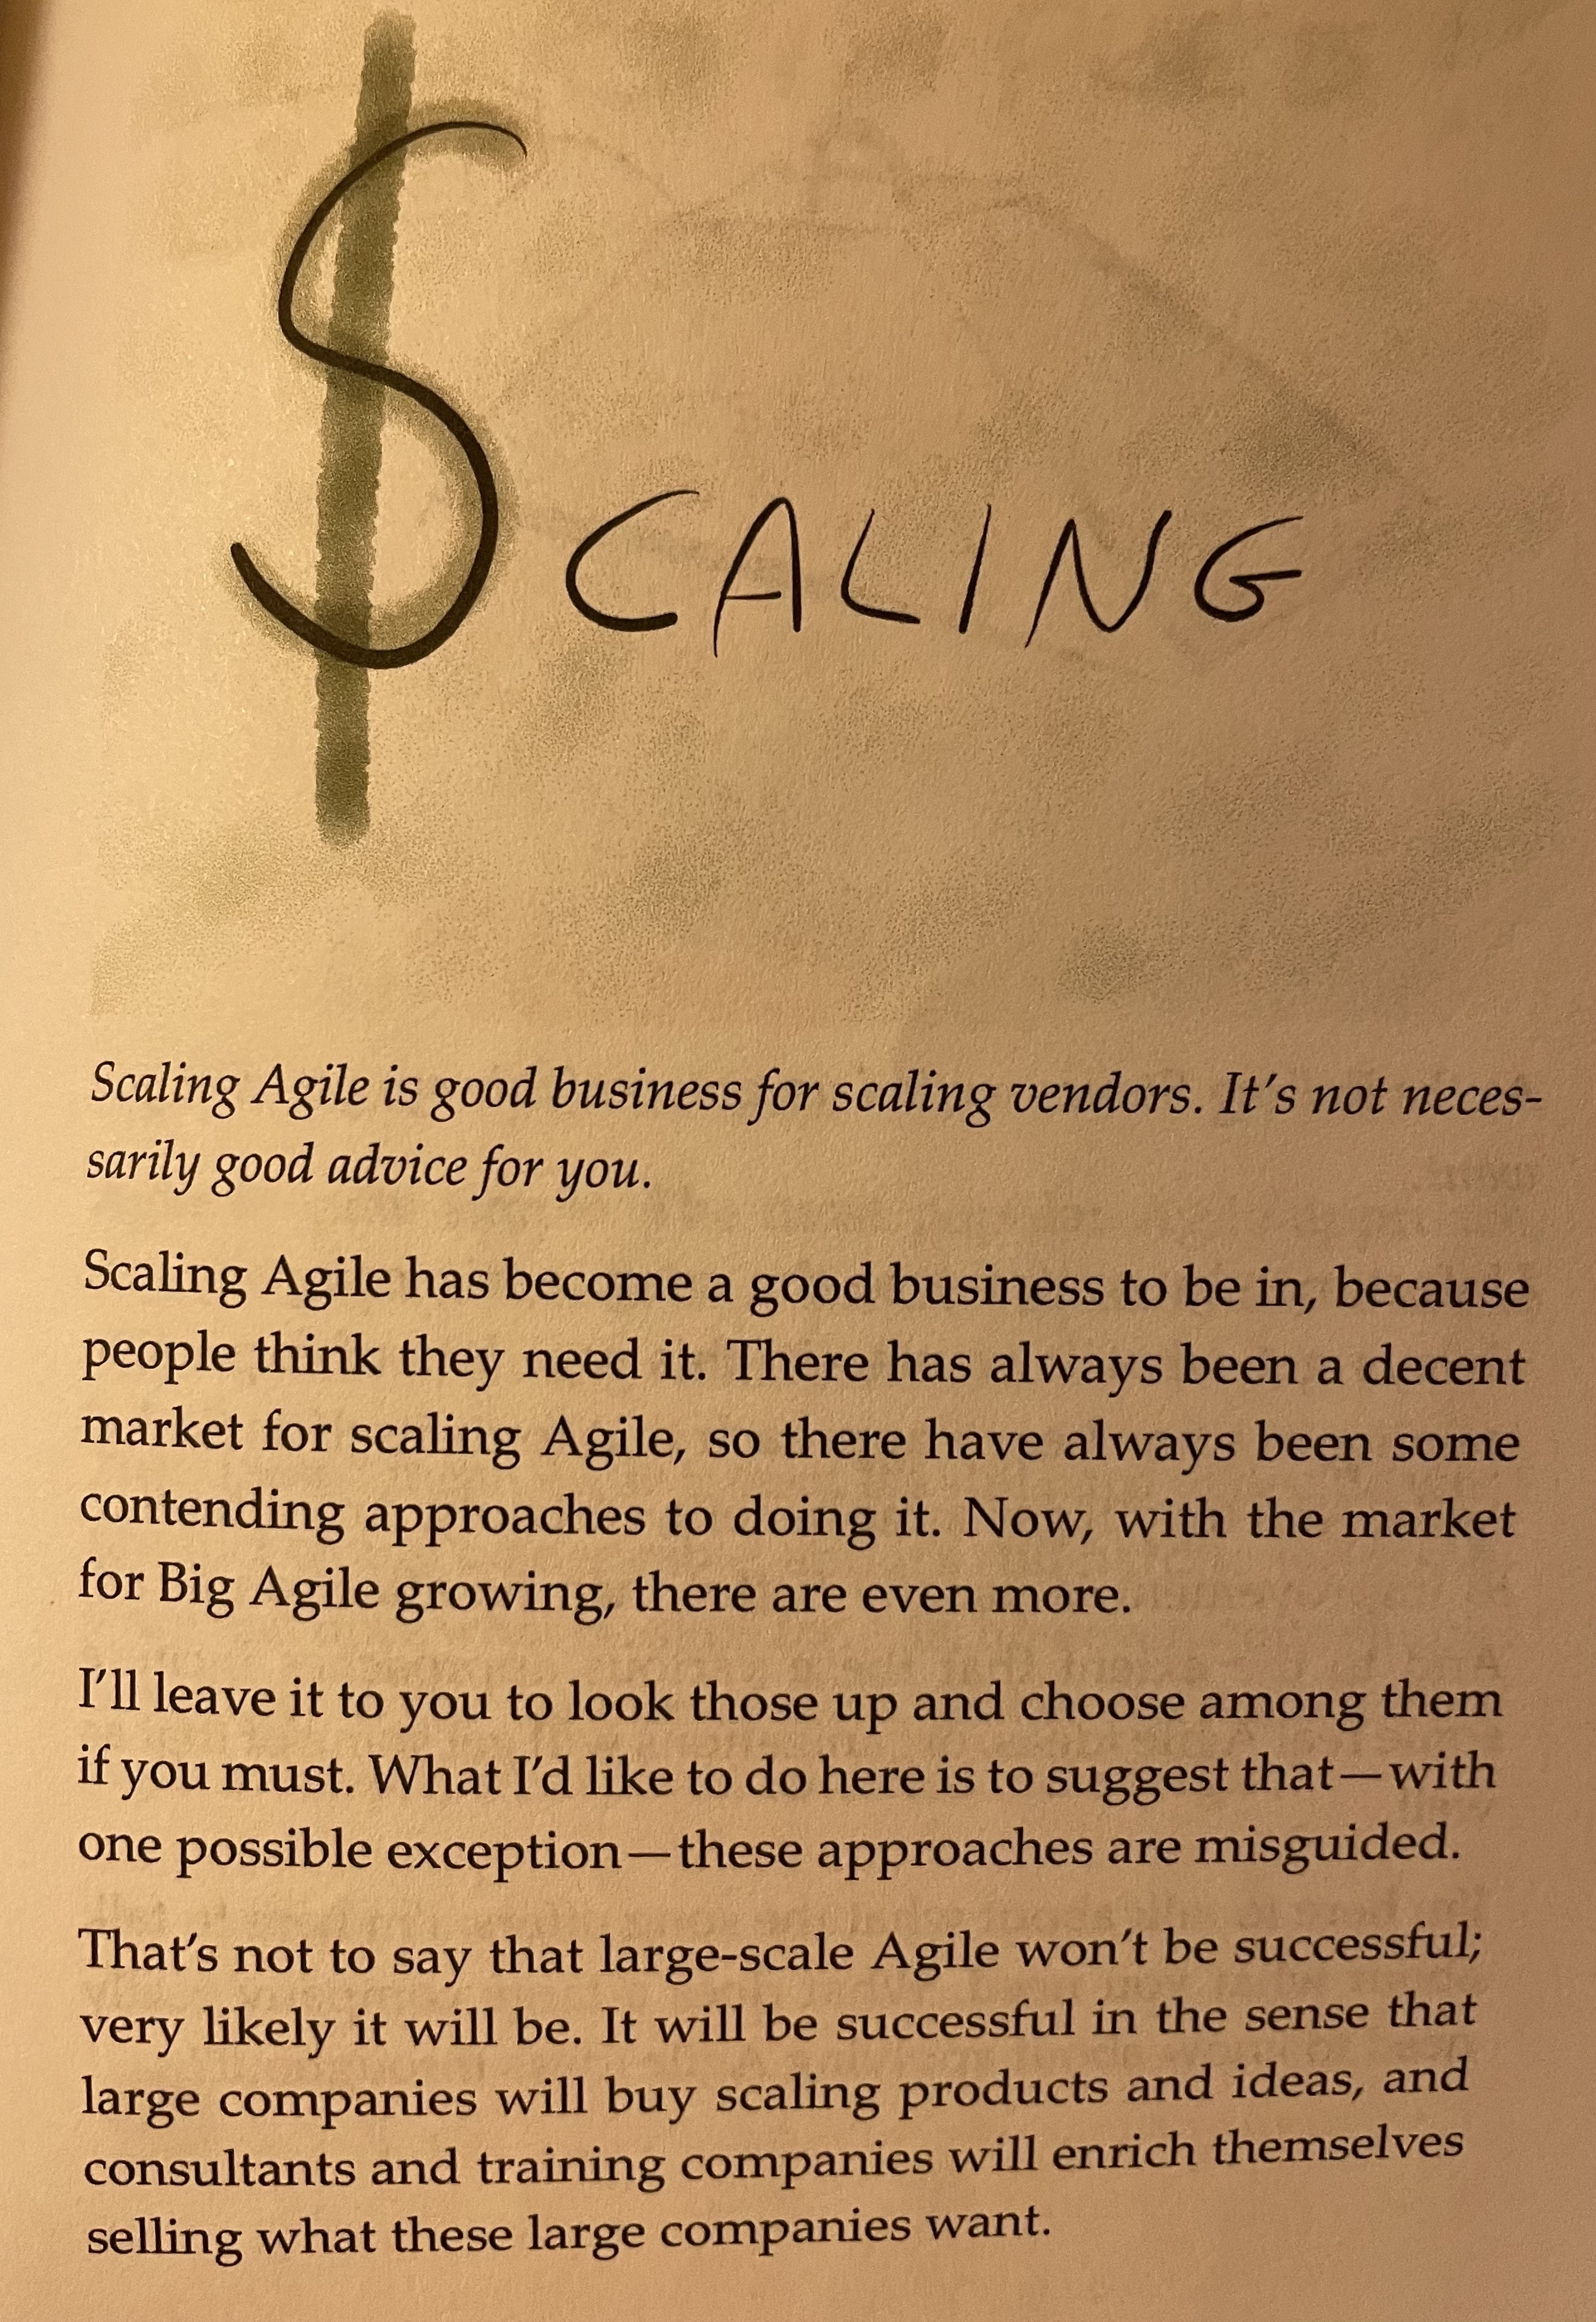 $CALING
Scaling Agile is good business for scaling vendors. It's not neces-
sarily good advice for you.
Scaling Agile has become a good business to be in, because
people think they need it. There has always been a decent
market for scaling Agile, so there have always been some
contending approaches to doing it. Now, with the market
for Big Agile growing, there are even more.
I'll leave it to you to look those up and choose among them
if you must. What I'd like to do here is to suggest that—with
one possible exception—these approaches are misguided.
That's not to say that large-scale Agile won't be successful;
very likely it will be. It will be successful in the sense that
large companies will buy scaling products and ideas, and
consultants and training companies will enrich themselves
selling what these large companies want.